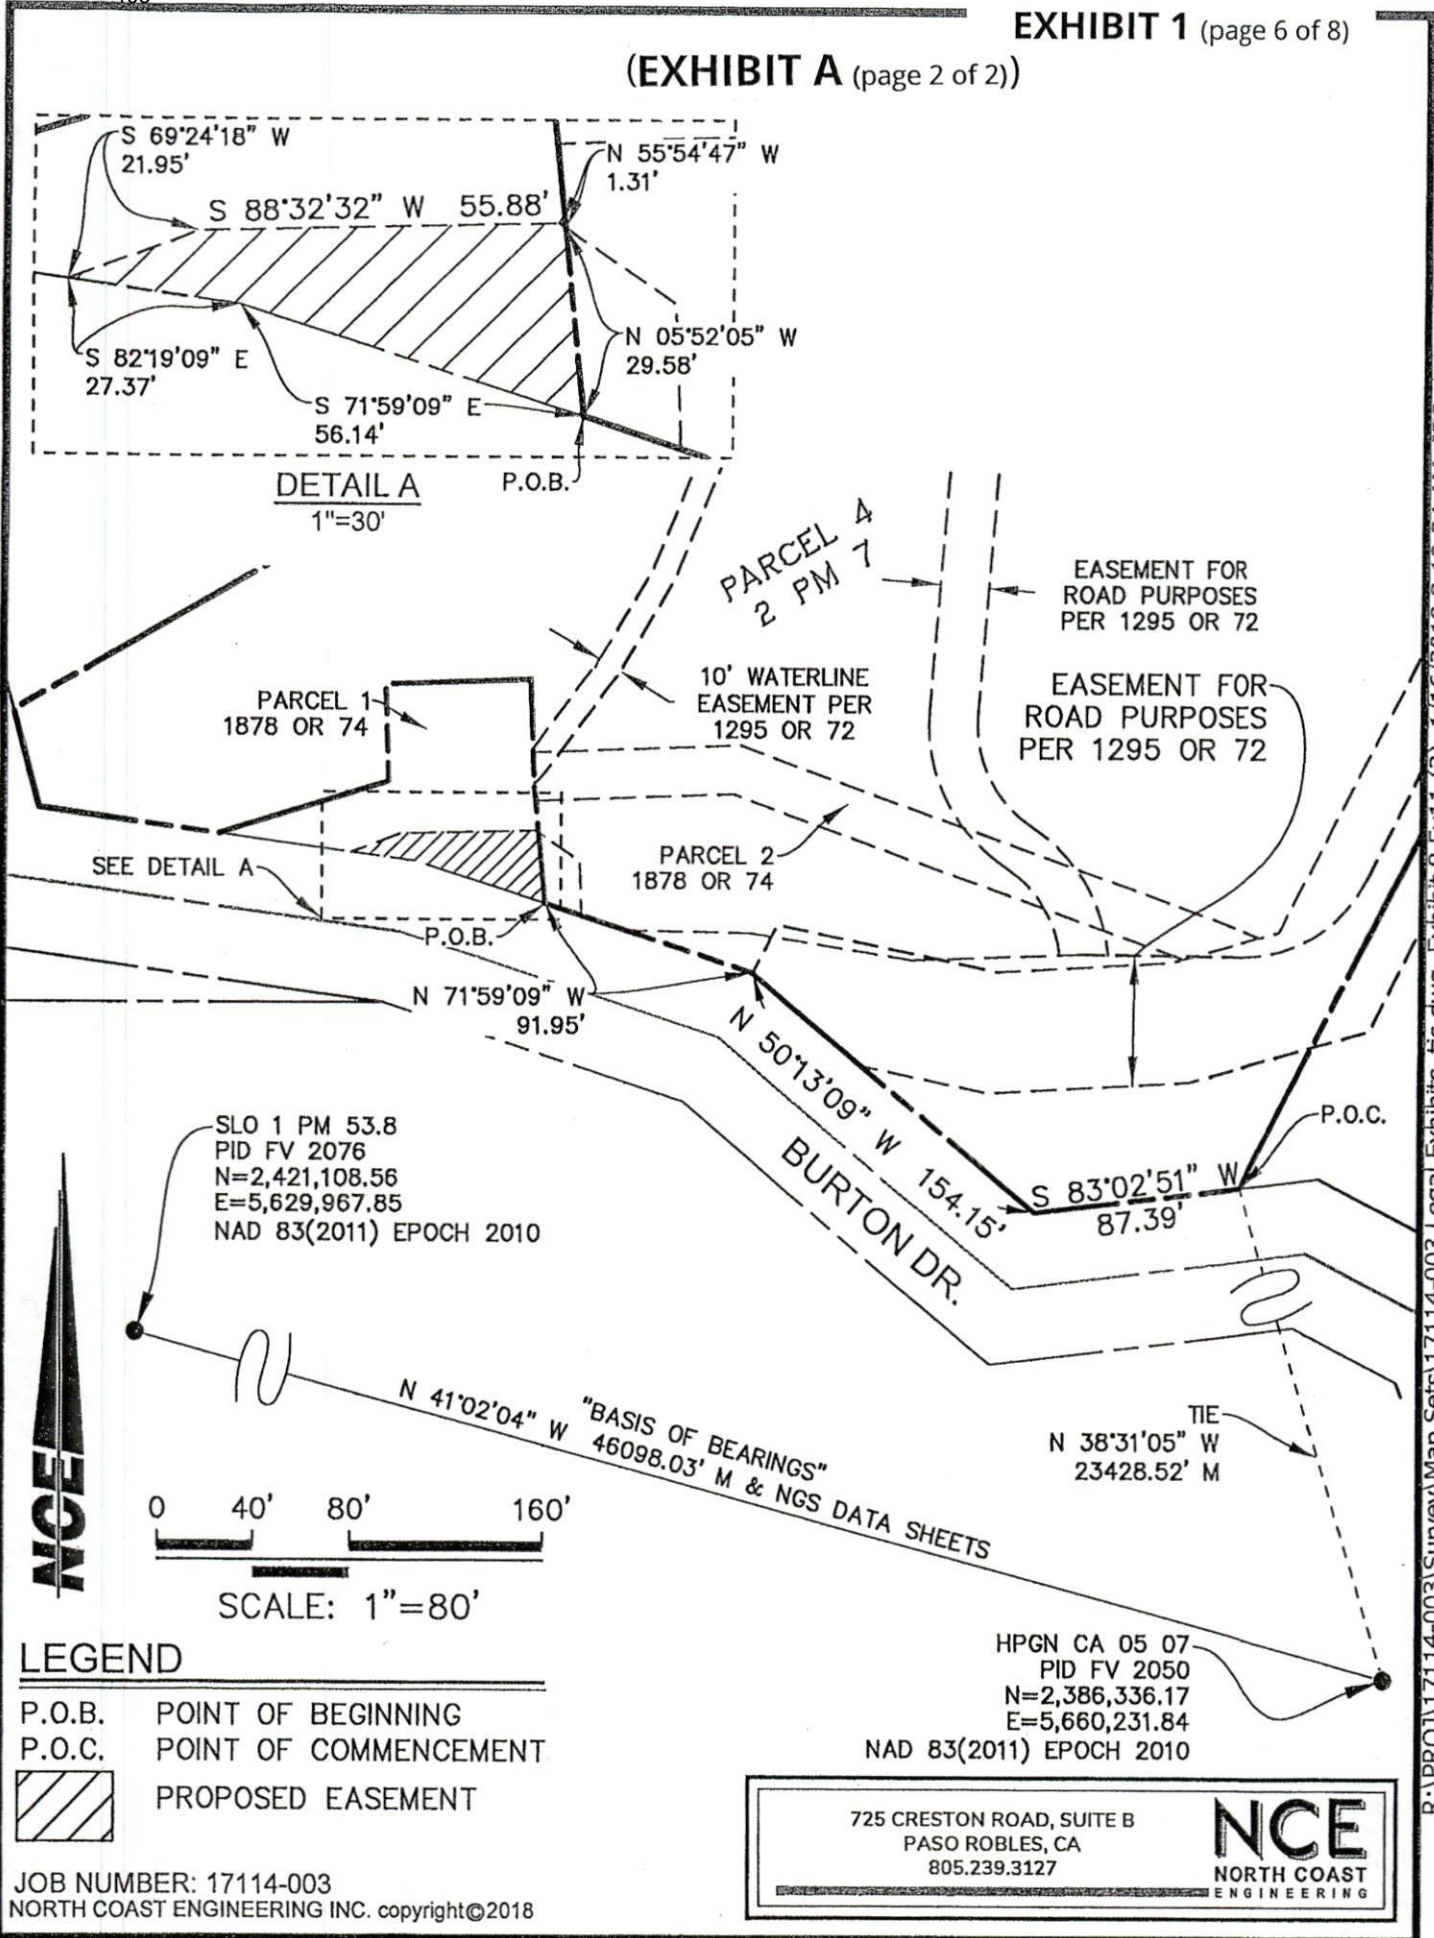 EXHIBIT 1 (page 6 of 8)
(EXHIBIT A (page 2 of 2))
S 69°24'18" W
21.95'
N 55°54'47" W
1.31'
S 88°32'32" W 55.88'
N 05°52'05" W
29.58'
S 82°19'09" E
27.37'
S 71°59'09" E
56.14'
P.O.B.
DETAIL A
1"=30'
PARCEL 4
2 PM 7
EASEMENT FOR
ROAD PURPOSES
PER 1295 OR 72
10' WATERLINE
EASEMENT PER
1295 OR 72
EASEMENT FOR
ROAD PURPOSES
PER 1295 OR 72
PARCEL 1
1878 OR 74
PARCEL 2
1878 OR 74
SEE DETAIL A
P.O.B.
N 71°59'09" W
91.95'
N 50°13'09" W 154.15'
BURTON DR.
P.O.C.
S 83°02'51" W
87.39'
SLO 1 PM 53.8
PID FV 2076
N=2,421,108.56
E=5,629,967.85
NAD 83(2011) EPOCH 2010
"BASIS OF BEARINGS"
N 41°02'04" W 46098.03' M & NGS DATA SHEETS
TIE
N 38°31'05" W
23428.52' M
NCE
0 40' 80' 160'
SCALE: 1"=80'
HPGN CA 05 07
PID FV 2050
N=2,386,336.17
E=5,660,231.84
NAD 83(2011) EPOCH 2010
LEGEND
P.O.B. POINT OF BEGINNING
P.O.C. POINT OF COMMENCEMENT
PROPOSED EASEMENT
725 CRESTON ROAD, SUITE B
PASO ROBLES, CA
805.239.3127
NCE
NORTH COAST
ENGINEERING
JOB NUMBER: 17114-003
NORTH COAST ENGINEERING INC. copyright©2018